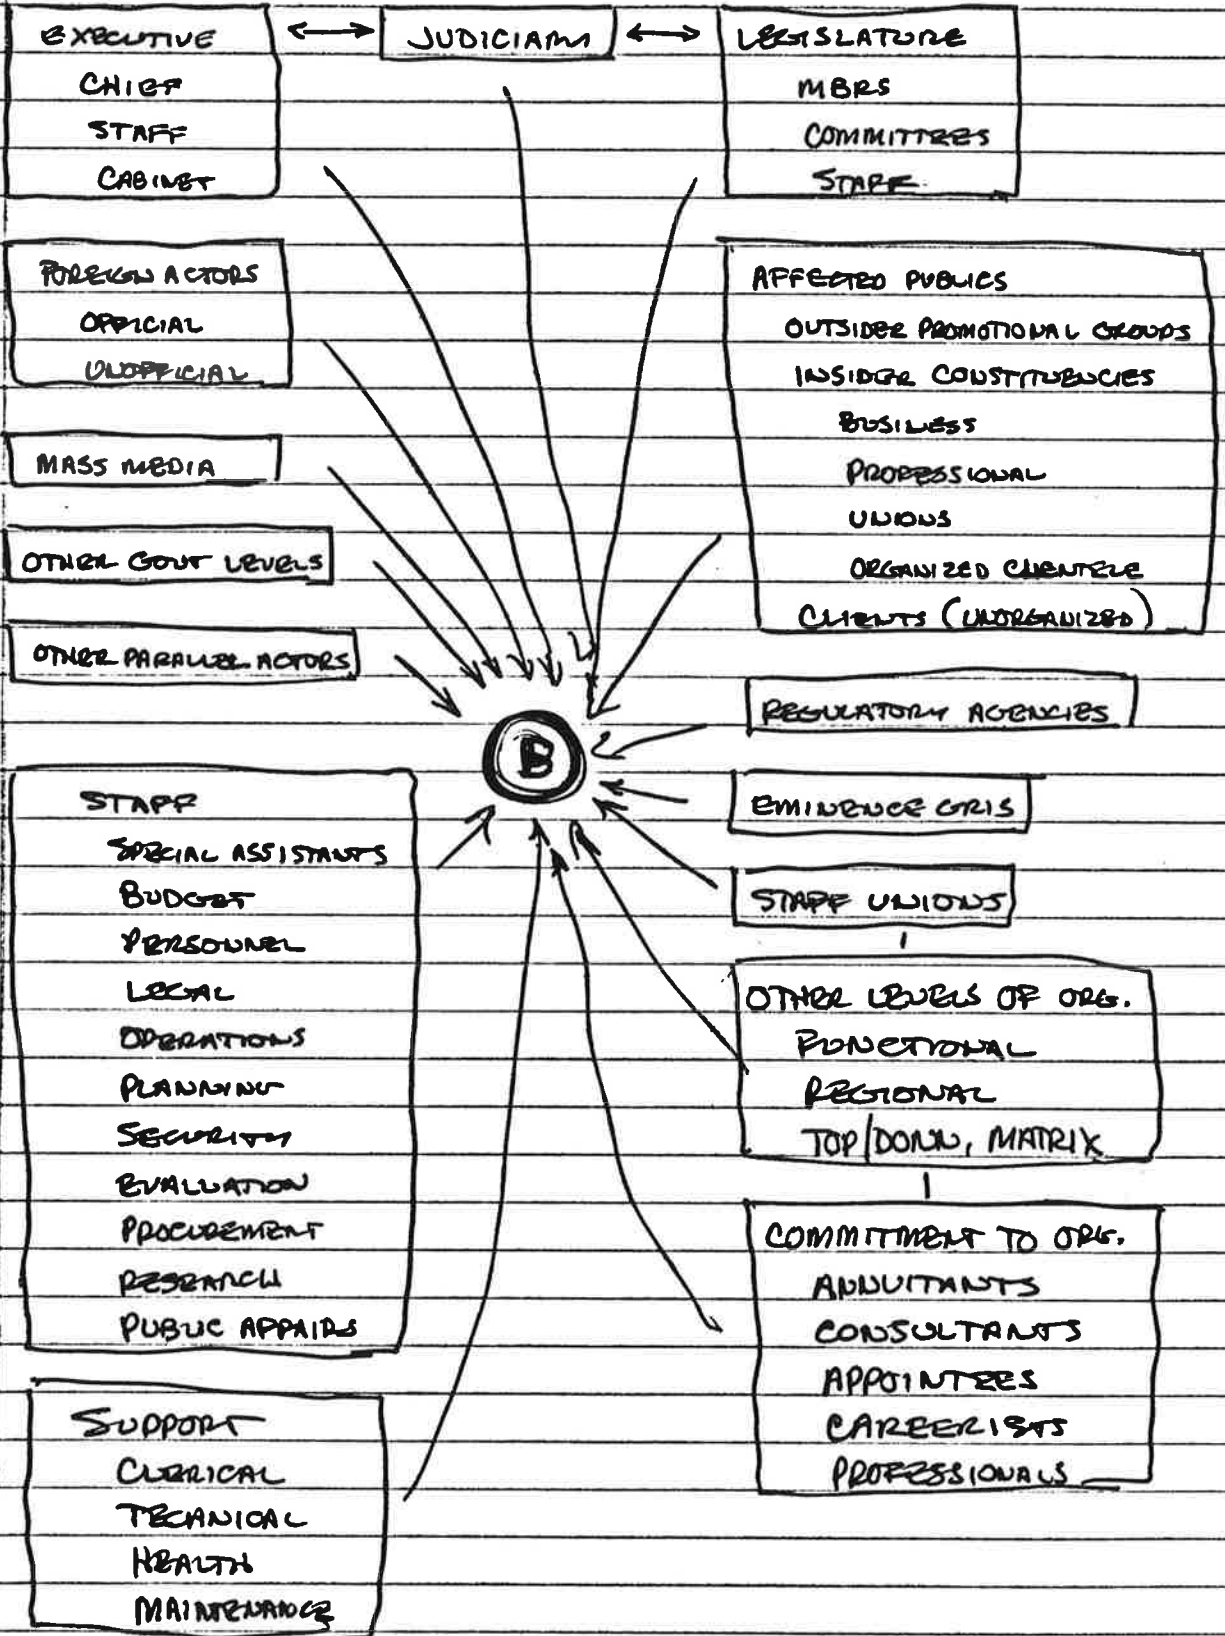 EXECUTIVE
CHIEF
STAFF
CABINET
JUDICIARY
LEGISLATURE
MBRS
COMMITTEES
STAFF
FOREIGN ACTORS
OFFICIAL
UNOFFICIAL
MASS MEDIA
OTHER GOVT LEVELS
OTHER PARALLEL ACTORS
AFFECTED PUBLICS
OUTSIDER PROMOTIONAL GROUPS
INSIDER CONSTITUENCIES
BUSINESS
PROFESSIONAL
UNIONS
ORGANIZED CLIENTELE
CLIENTS (UNORGANIZED)
B
REGULATORY AGENCIES
EMINENCE GRIS
STAFF UNIONS
OTHER LEVELS OF ORG.
FUNCTIONAL
REGIONAL
TOP/DOWN, MATRIX
COMMITMENT TO ORG.
ANNUITANTS
CONSULTANTS
APPOINTEES
CAREERISTS
PROFESSIONALS
STAFF
SPECIAL ASSISTANTS
BUDGET
PERSONNEL
LEGAL
OPERATIONS
PLANNING
SECURITY
EVALUATION
PROCUREMENT
RESEARCH
PUBLIC AFFAIRS
SUPPORT
CLERICAL
TECHNICAL
HEALTH
MAINTENANCE